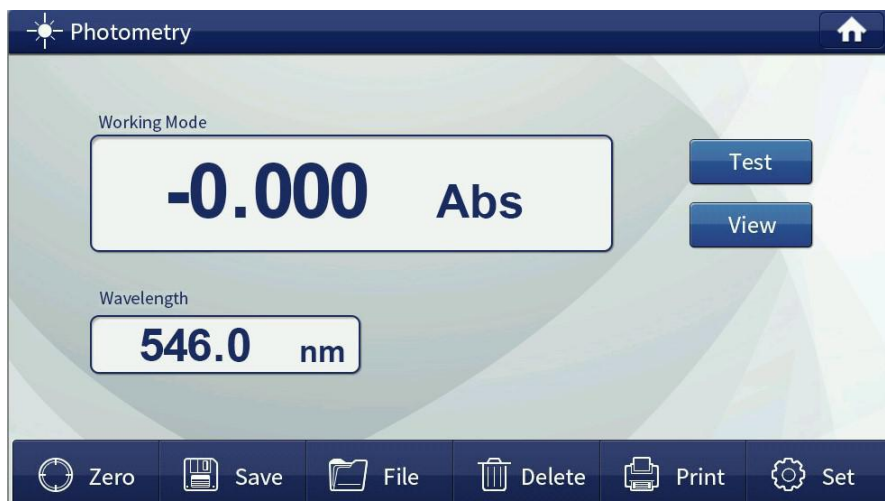 Photometry
Working Mode
-0.000 Abs
Test
View
Wavelength
546.0 nm
Zero Save File Delete Print Set